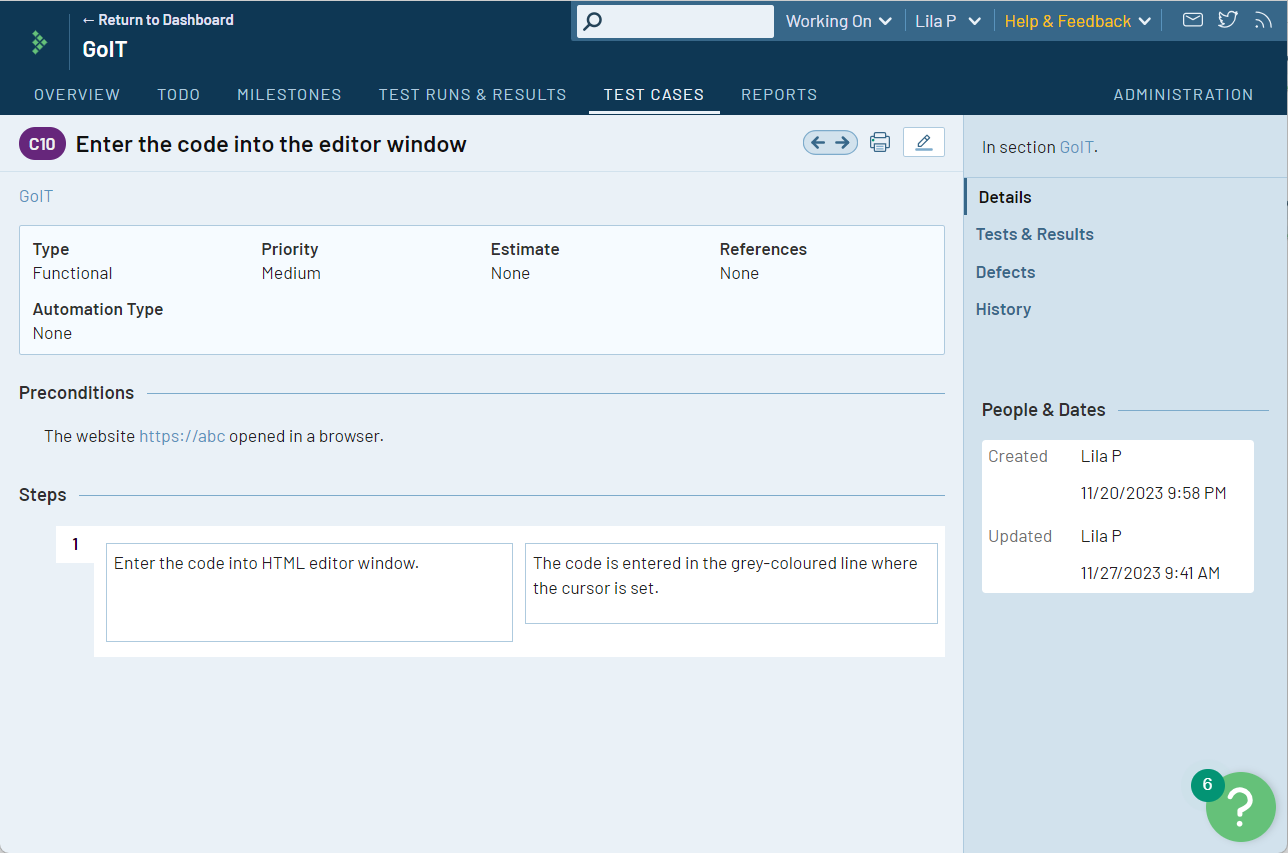 ← Return to Dashboard
GoIT
Working On
Lila P
Help & Feedback
OVERVIEW
TODO
MILESTONES
TEST RUNS & RESULTS
TEST CASES
REPORTS
ADMINISTRATION
C10
Enter the code into the editor window
GoIT
Type
Priority
Estimate
References
Functional
Medium
None
None
Automation Type
None
Preconditions
The website https://abc opened in a browser.
Steps
1
Enter the code into HTML editor window.
The code is entered in the grey-coloured line where
the cursor is set.
In section GoIT.
Details
Tests & Results
Defects
History
People & Dates
Created
Lila P
11/20/2023 9:58 PM
Updated
Lila P
11/27/2023 9:41 AM
6
?